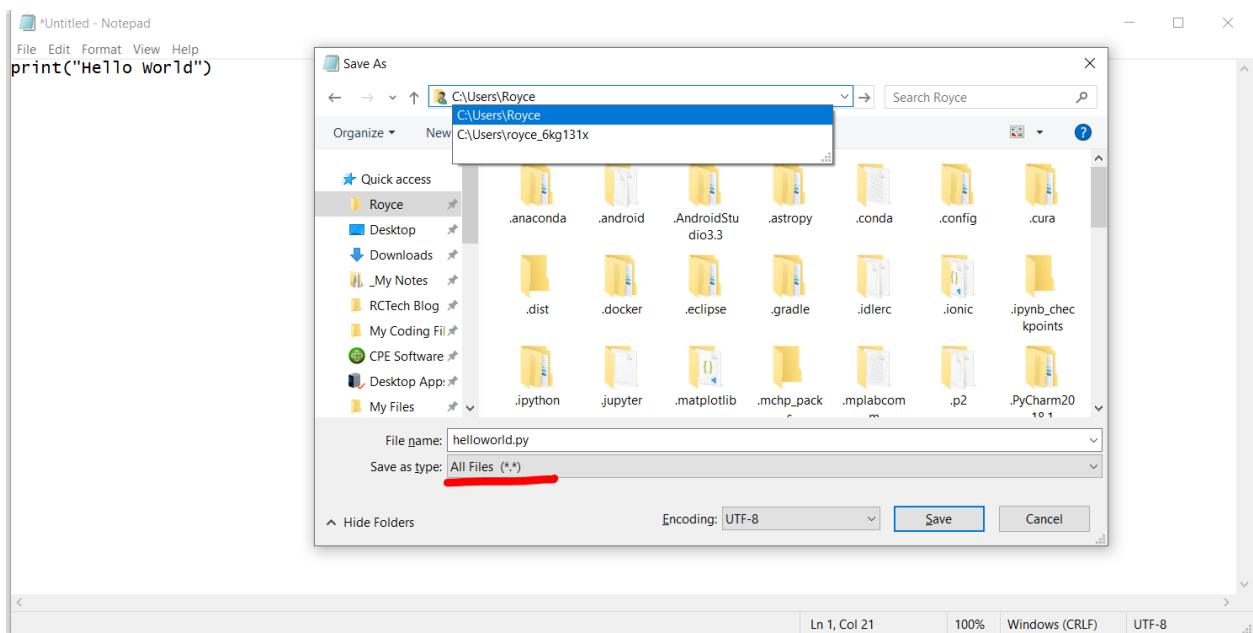 *Untitled - Notepad
File Edit Format View Help
print("Hello World")
Save As
C:\Users\Royce
Search Royce
C:\Users\Royce
C:\Users\royce_6kg131x
Organize
New
Quick access
Royce
Desktop
Downloads
_My Notes
RCTech Blog
My Coding Fil
CPE Software
Desktop App:
My Files
.anaconda
.android
.AndroidStu
dio3.3
.astropy
.conda
.config
.cura
.dist
.docker
.eclipse
.gradle
.idlerc
.ionic
.ipynb_chec
kpoints
.ipython
.jupyter
.matplotlib
.mchp_pack
.mplabcom
.p2
.PyCharm20
File name: helloworld.py
Save as type: All Files (*.*)
Hide Folders
Encoding: UTF-8
Save
Cancel
Ln 1, Col 21
100%
Windows (CRLF)
UTF-8